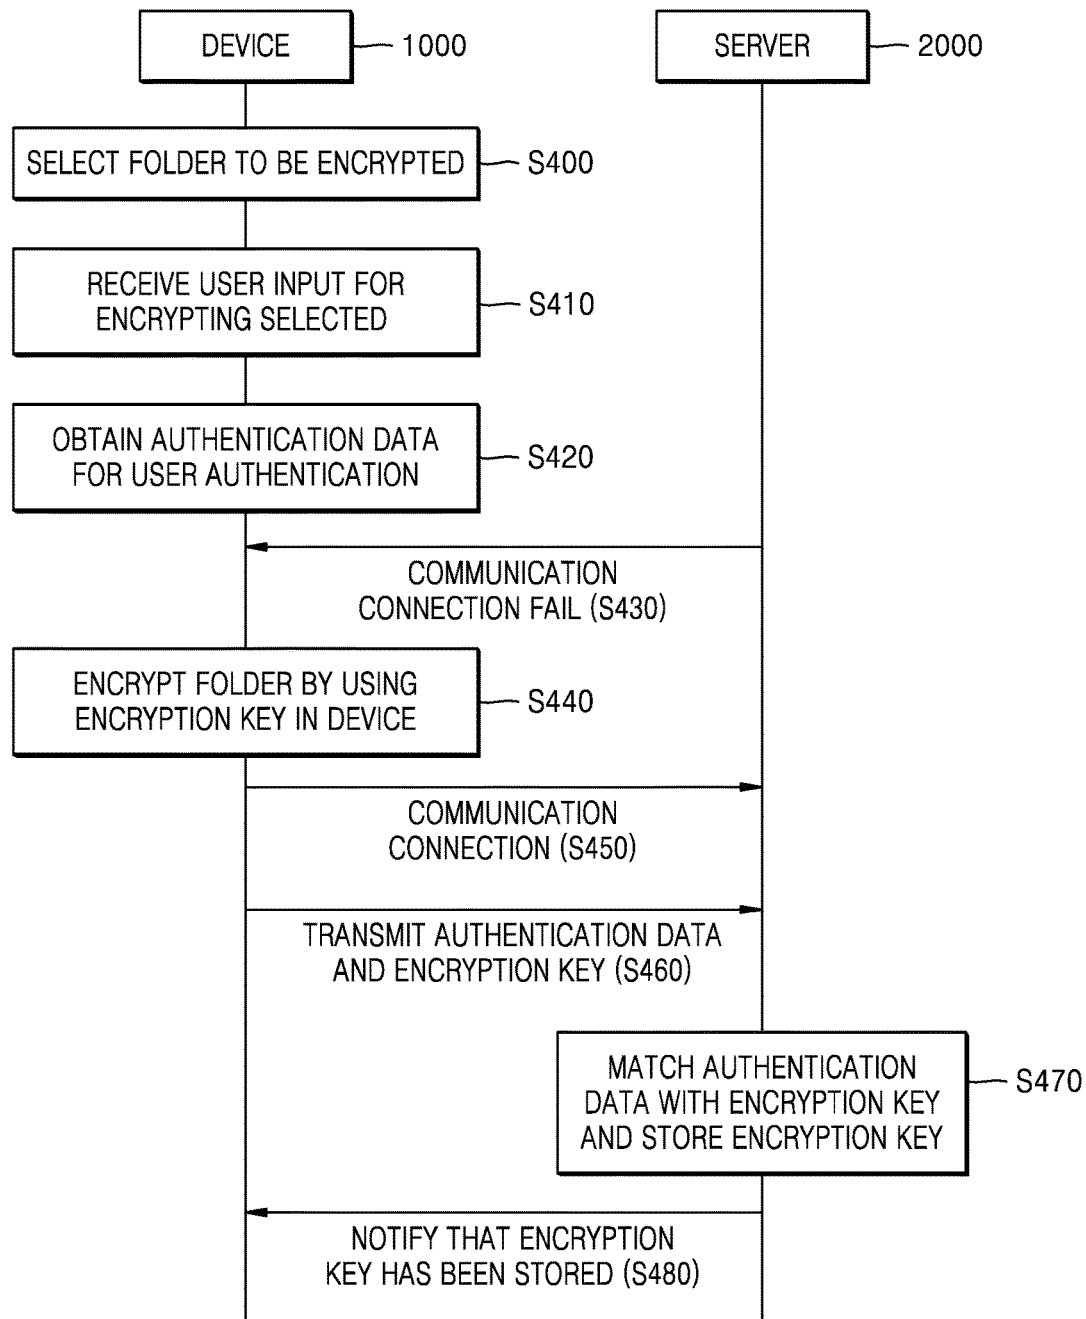 DEVICE 1000 SERVER 2000
SELECT FOLDER TO BE ENCRYPTED S400
RECEIVE USER INPUT FOR
ENCRYPTING SELECTED
S410
OBTAIN AUTHENTICATION DATA
FOR USER AUTHENTICATION
S420
COMMUNICATION
CONNECTION FAIL (S430)
ENCRYPT FOLDER BY USING
ENCRYPTION KEY IN DEVICE
S440
COMMUNICATION
CONNECTION (S450)
TRANSMIT AUTHENTICATION DATA
AND ENCRYPTION KEY (S460)
MATCH AUTHENTICATION
DATA WITH ENCRYPTION KEY
AND STORE ENCRYPTION KEY
S470
NOTIFY THAT ENCRYPTION
KEY HAS BEEN STORED (S480)